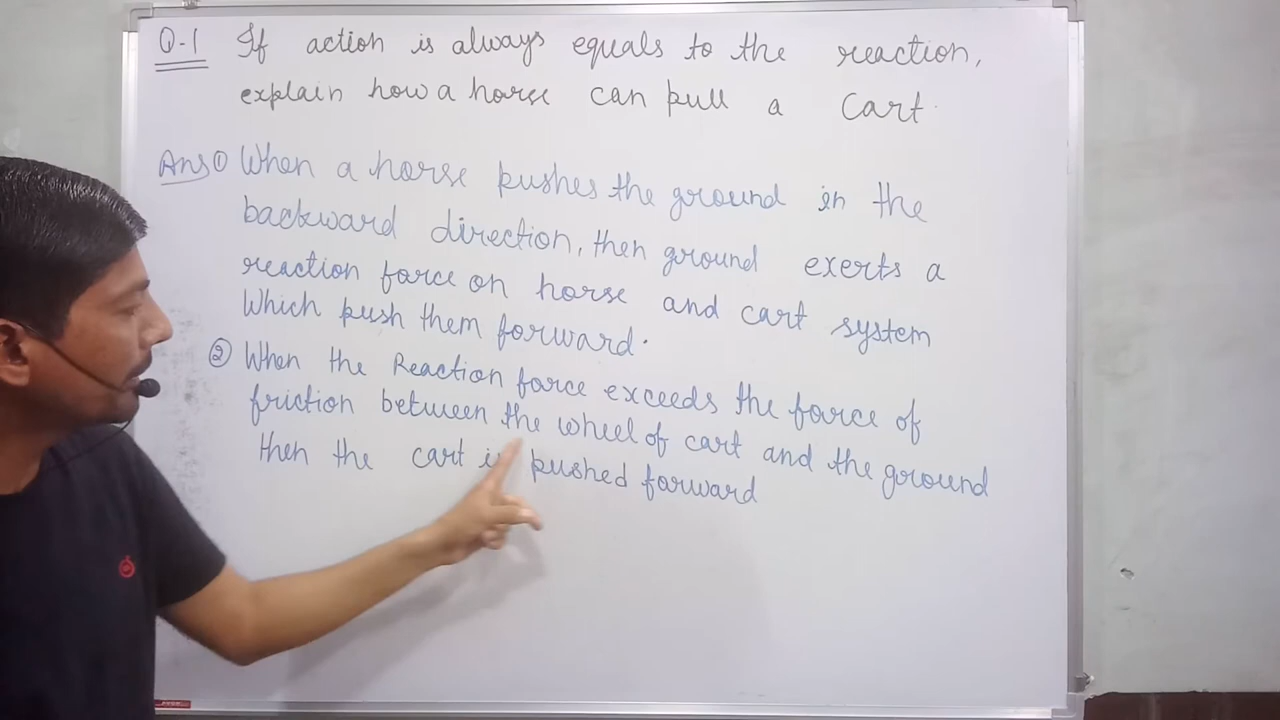 Q-1 If action is always equals to the reaction,
explain how a horse can pull a cart.
Ans ① When a horse pushes the ground in the
backward direction, then ground exerts a
reaction force on horse and cart system
Which push them forward.
② When the Reaction force exceeds the force of
friction between the wheel of cart and the ground
then the cart is pushed forward